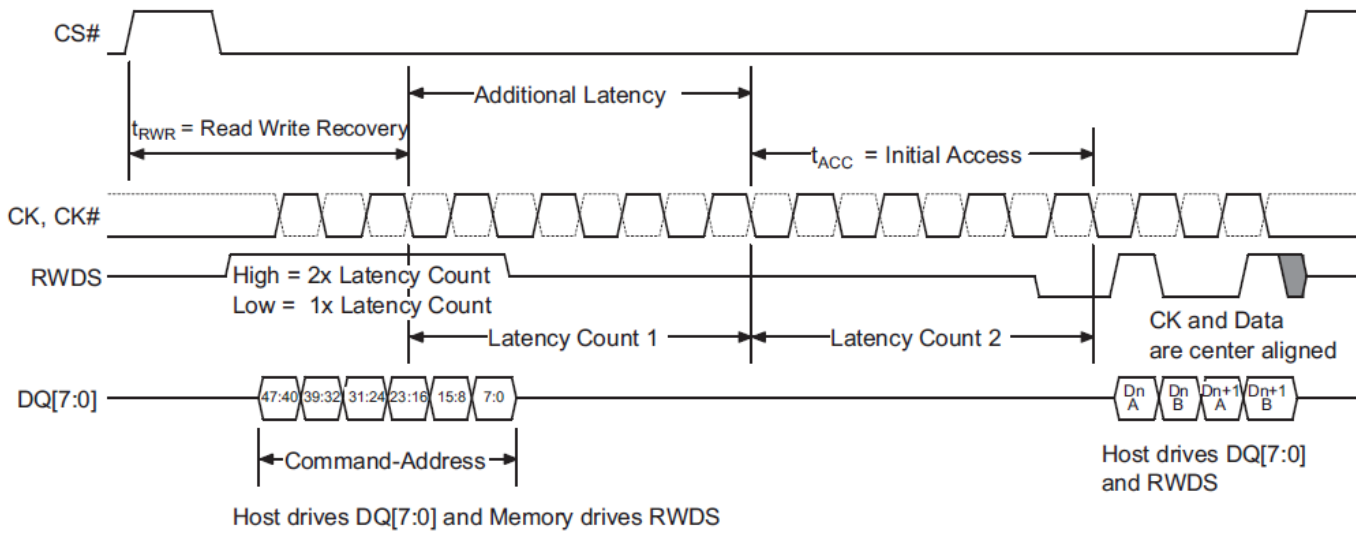 CS#
Additional Latency
tRWR = Read Write Recovery
tACC = Initial Access
CK, CK#
RWDS
High = 2x Latency Count
Low = 1x Latency Count
Latency Count 1
Latency Count 2
CK and Data
are center aligned
DQ[7:0]
47:40
39:32
31:24
23:16
15:8
7:0
Dn
A
Dn
B
Dn+1
A
Dn+1
B
Command-Address
Host drives DQ[7:0]
and RWDS
Host drives DQ[7:0] and Memory drives RWDS